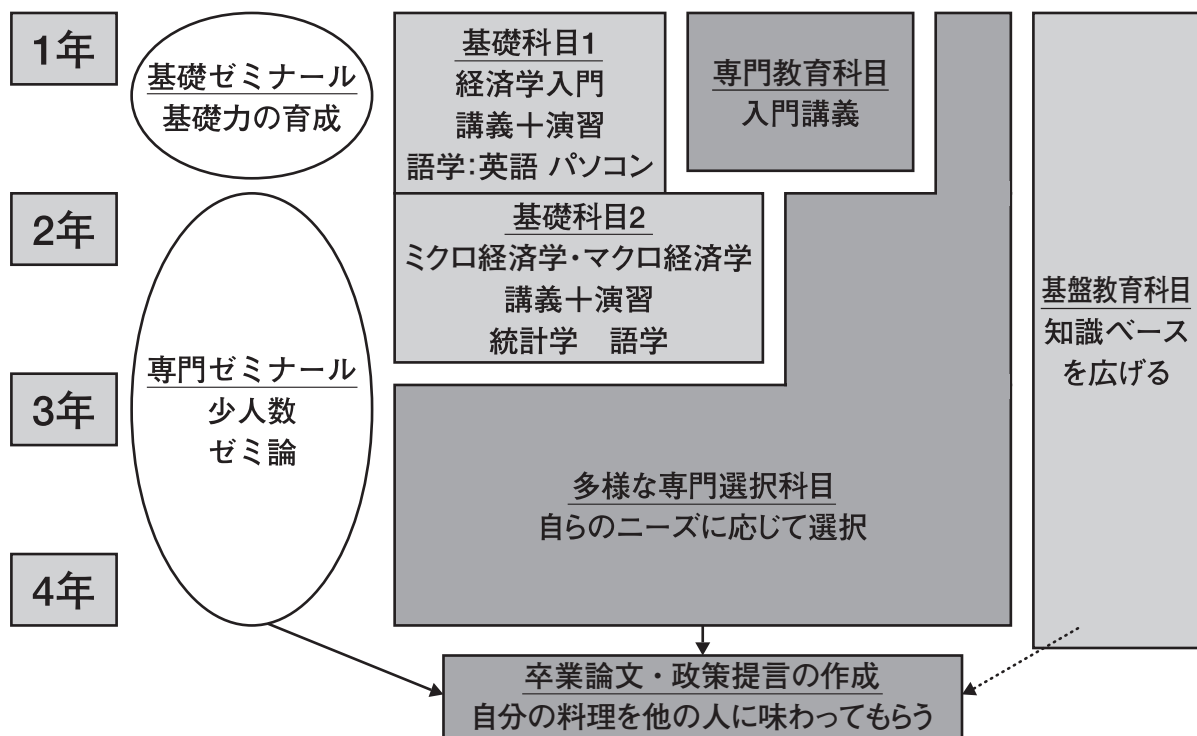 1年
基礎ゼミナール
基礎力の育成
基礎科目1
経済学入門
講義＋演習
語学：英語 パソコン
専門教育科目
入門講義
2年
基礎科目2
ミクロ経済学・マクロ経済学
講義＋演習
統計学　語学
基盤教育科目
知識ベース
を広げる
3年
専門ゼミナール
少人数
ゼミ論
多様な専門選択科目
自らのニーズに応じて選択
4年
卒業論文・政策提言の作成
自分の料理を他の人に味わってもらう